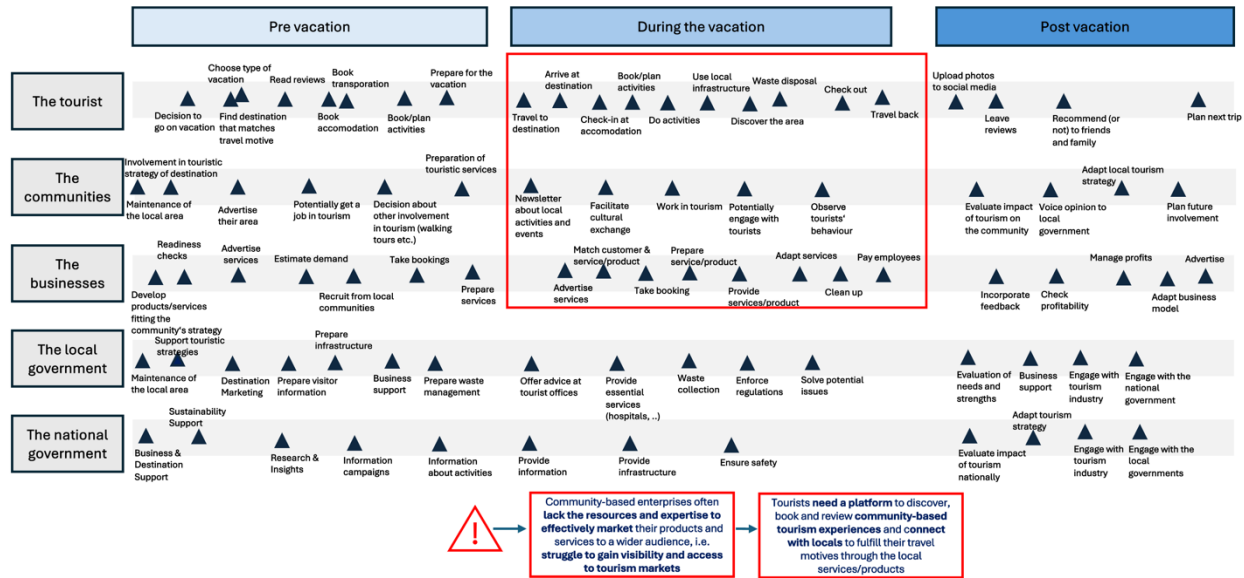 Pre vacation
During the vacation
Post vacation
The tourist
Decision to
go on vacation
Choose type of
vacation
Find destination
that matches
travel motive
Read reviews
Book
transporation
Book
accomodation
Book/plan
activities
Prepare for the
vacation
Travel to
destination
Arrive at
destination
Check-in at
accomodation
Book/plan
activities
Do activities
Use local
infrastructure
Discover the area
Waste disposal
Check out
Travel back
Upload photos
to social media
Leave
reviews
Recommend (or
not) to friends
and family
Plan next trip
The
communities
Involvement in touristic
strategy of destination
Maintenance of
the local area
Advertise
their area
Potentially get a
job in tourism
Decision about
other involvement
in tourism (walking
tours etc.)
Preparation of
touristic services
Newsletter
about local
activities and
events
Facilitate
cultural
exchange
Work in tourism
Potentially
engage with
tourists
Observe
tourists'
behaviour
Evaluate impact
of tourism on
the community
Voice opinion to
local
government
Adapt local tourism
strategy
Plan future
involvement
The
businesses
Develop
products/services
fitting the
community's strategy
Readiness
checks
Advertise
services
Estimate demand
Recruit from local
communities
Take bookings
Prepare
services
Advertise
services
Match customer &
service/product
Take booking
Prepare
service/product
Provide
services/product
Adapt services
Clean up
Pay employees
Incorporate
feedback
Check
profitability
Manage profits
Adapt business
model
Advertise
The local
government
Maintenance of
the local area
Support touristic
strategies
Destination
Marketing
Prepare visitor
information
Prepare
infrastructure
Business
support
Prepare waste
management
Offer advice at
tourist offices
Provide
essential
services
(hospitals, ..)
Waste
collection
Enforce
regulations
Solve potential
issues
Evaluation of
needs and
strengths
Business
support
Engage with
tourism
industry
Engage with the
national
government
The national
government
Business &
Destination
Support
Sustainability
Support
Research &
Insights
Information
campaigns
Information
about activities
Provide
information
Provide
infrastructure
Ensure safety
Evaluate impact
of tourism
nationally
Adapt tourism
strategy
Engage with
tourism
industry
Engage with the
local
governments
!
Community-based enterprises often
lack the resources and expertise to
effectively market their products and
services to a wider audience, i.e.
struggle to gain visibility and access
to tourism markets
Tourists need a platform to discover,
book and review community-based
tourism experiences and connect
with locals to fulfill their travel
motives through the local
services/products